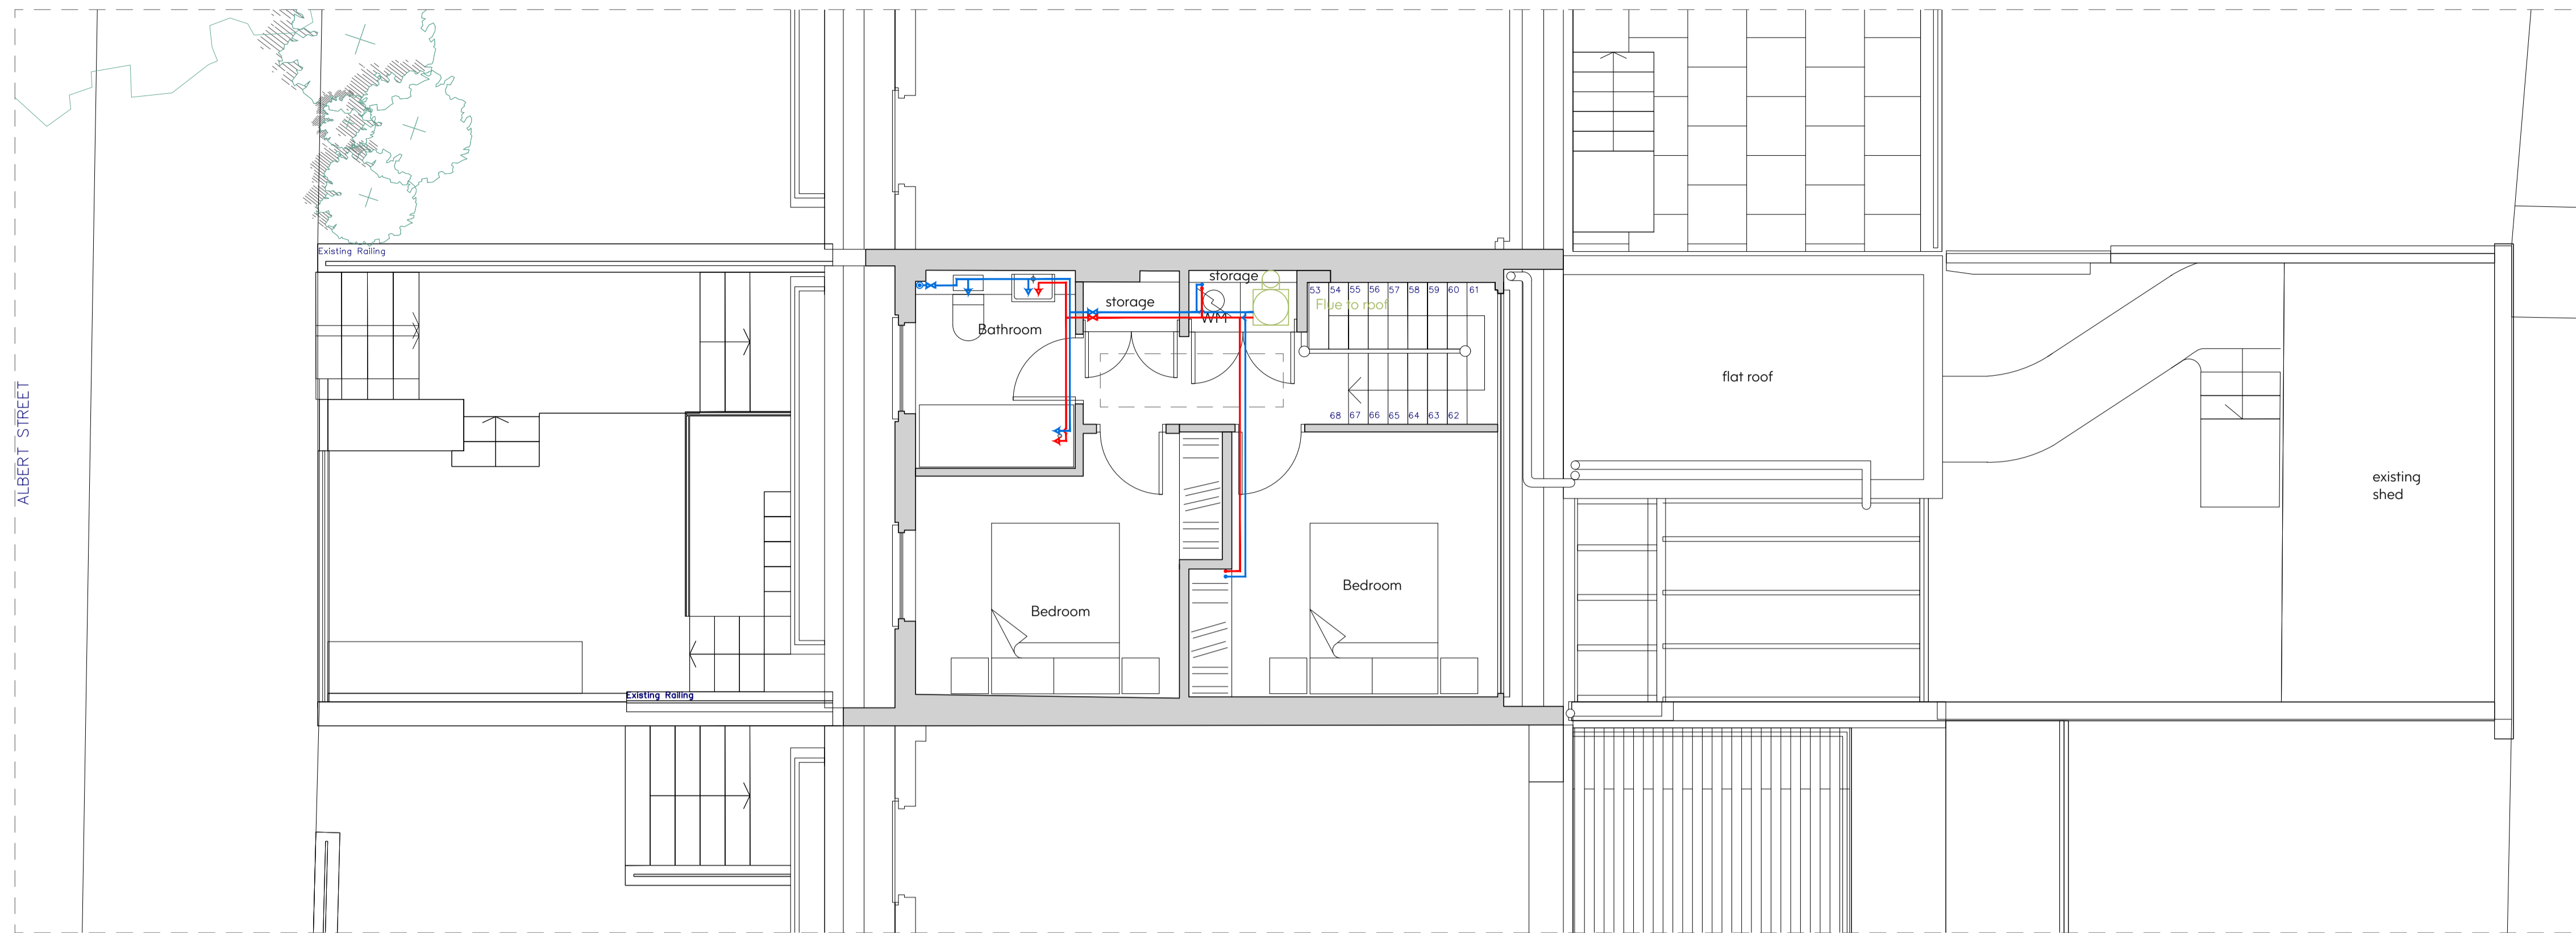 Existing Railing
storage
53 54 55 56 57 58 59 60 61
storage
Flue to roof
WM
Bathroom
flat roof
ALBERT STREET
68 67 66 65 64 63 62
existing
shed
Bedroom
Bedroom
Existing Railing